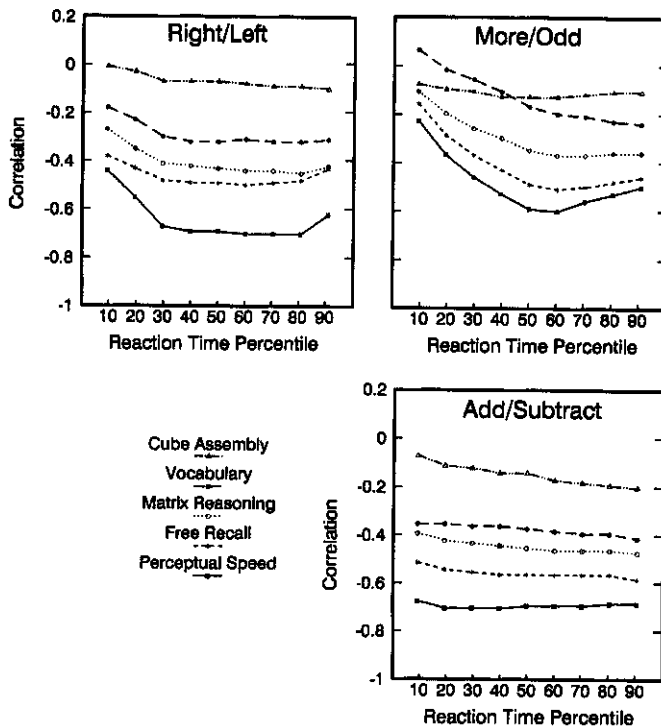 Right/Left
More/Odd
0.2
0
-0.2
-0.4
-0.6
-0.8
-1
Correlation
10 20 30 40 50 60 70 80 90
Reaction Time Percentile
10 20 30 40 50 60 70 80 90
Reaction Time Percentile
Cube Assembly
Vocabulary
Matrix Reasoning
Free Recall
Perceptual Speed
Add/Subtract
0.2
0
-0.2
-0.4
-0.6
-0.8
-1
Correlation
10 20 30 40 50 60 70 80 90
Reaction Time Percentile